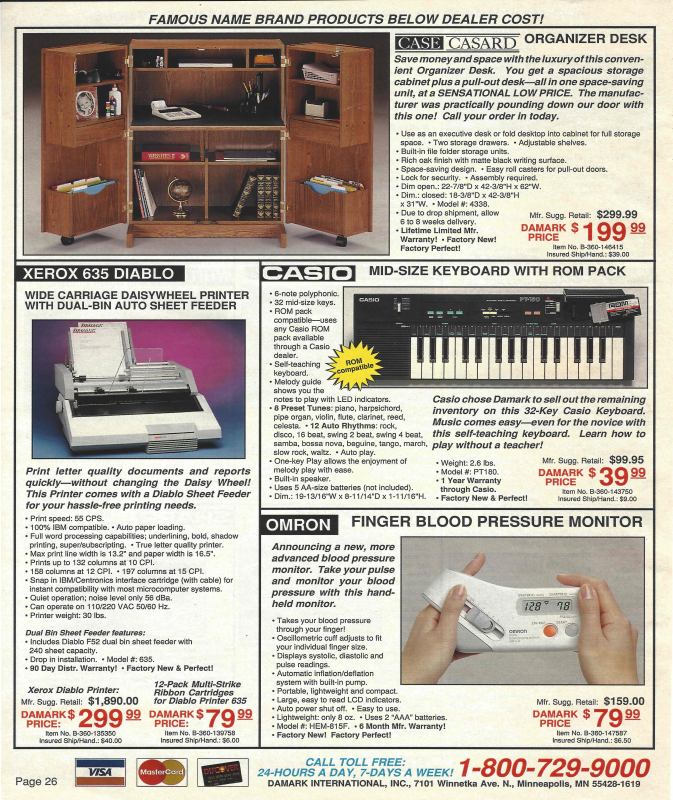 FAMOUS NAME BRAND PRODUCTS BELOW DEALER COST!
CASE CASARD ORGANIZER DESK
Save money and space with the luxury of this conven-
ient Organizer Desk. You get a spacious storage
cabinet plus a pull-out desk—all in one space-saving
unit, at a SENSATIONAL LOW PRICE. The manufac-
turer was practically pounding down our door with
this one! Call your order in today.
• Use as an executive desk or fold desktop into cabinet for full storage
space. • Two storage drawers. • Adjustable shelves.
• Built-in file folder storage units.
• Rich oak finish with matte black writing surface.
• Space-saving design. • Easy roll casters for pull-out doors.
• Lock for security. • Assembly required.
• Dim open.: 22-7/8"D x 42-3/8"H x 62"W.
• Dim.: closed: 18-3/8"D x 42-3/8"H
x 31"W. • Model #: 4338.
• Due to drop shipment, allow
6 to 8 weeks delivery.
• Lifetime Limited Mfr.
Warranty! • Factory New!
Factory Perfect!
Mfr. Sugg. Retail: $299.99
DAMARK PRICE $199.99
Item No. B-360-146415
Insured Ship/Hand.: $39.00
XEROX 635 DIABLO
WIDE CARRIAGE DAISYWHEEL PRINTER
WITH DUAL-BIN AUTO SHEET FEEDER
Print letter quality documents and reports
quickly—without changing the Daisy Wheel!
This Printer comes with a Diablo Sheet Feeder
for your hassle-free printing needs.
• Print speed: 55 CPS.
• 100% IBM compatible. • Auto paper loading.
• Full word processing capabilities; underlining, bold, shadow
printing, super/subscripting. • True letter quality printer.
• Max print line width is 13.2" and paper width is 16.5".
• Prints up to 132 columns at 10 CPI.
• 158 columns at 12 CPI. • 197 columns at 15 CPI.
• Snap in IBM/Centronics interface cartridge (with cable) for
instant compatibility with most microcomputer systems.
• Quiet operation; noise level only 56 dBa.
• Can operate on 110/220 VAC 50/60 Hz.
• Printer weight: 30 lbs.
Dual Bin Sheet Feeder features:
• Includes Diablo F52 dual bin sheet feeder with
240 sheet capacity.
• Drop in installation. • Model #: 635.
• 90 Day Distr. Warranty! • Factory New & Perfect!
Xerox Diablo Printer:
Mfr. Sugg. Retail: $1,890.00
DAMARK PRICE: $299.99
Item No. B-360-135350
Insured Ship/Hand.: $40.00
12-Pack Multi-Strike
Ribbon Cartridges
for Diablo Printer 635
DAMARK PRICE: $79.99
Item No. B-360-139758
Insured Ship/Hand.: $6.00
CASIO MID-SIZE KEYBOARD WITH ROM PACK
• 6-note polyphonic.
• 32 mid-size keys.
• ROM pack
compatible—uses
any Casio ROM
pack available
through a Casio
dealer.
• Self-teaching
keyboard.
• Melody guide
shows you the
notes to play with LED indicators.
• 8 Preset Tunes: piano, harpsichord,
pipe organ, violin, flute, clarinet, reed,
celesta. • 12 Auto Rhythms: rock,
disco, 16 beat, swing 2 beat, swing 4 beat,
samba, bossa nova, beguine, tango, march,
slow rock, waltz. • Auto play.
• One-key Play allows the enjoyment of
melody play with ease.
• Built-in speaker.
• Uses 5 AA-size batteries (not included).
• Dim.: 19-13/16"W x 8-11/14"D x 1-11/16"H.
ROM
compatible
CASIO
PT-180
Casio chose Damark to sell out the remaining
inventory on this 32-Key Casio Keyboard.
Music comes easy—even for the novice with
this self-teaching keyboard. Learn how to
play without a teacher!
• Weight: 2.6 lbs.
• Model #: PT180.
• 1 Year Warranty
through Casio.
• Factory New & Perfect!
Mfr. Sugg. Retail: $99.95
DAMARK PRICE $39.99
Item No. B-360-143750
Insured Ship/Hand.: $9.00
OMRON FINGER BLOOD PRESSURE MONITOR
Announcing a new, more
advanced blood pressure
monitor. Take your pulse
and monitor your blood
pressure with this hand-
held monitor.
• Takes your blood pressure
through your finger!
• Oscillometric cuff adjusts to fit
your individual finger size.
• Displays systolic, diastolic and
pulse readings.
• Automatic inflation/deflation
system with built-in pump.
• Portable, lightweight and compact.
• Large, easy to read LCD indicators.
• Auto power shut off. • Easy to use.
• Lightweight: only 8 oz. • Uses 2 "AAA" batteries.
• Model #: HEM-815F. • 6 Month Mfr. Warranty!
• Factory New! Factory Perfect!
128 78
OMRON
Mfr. Sugg. Retail: $159.00
DAMARK PRICE $79.99
Item No. B-360-147587
Insured Ship/Hand.: $6.50
Page 26
VISA
MasterCard
DISCOVER
CALL TOLL FREE:
24-HOURS A DAY, 7-DAYS A WEEK! 1-800-729-9000
DAMARK INTERNATIONAL, INC., 7101 Winnetka Ave. N., Minneapolis, MN 55428-1619